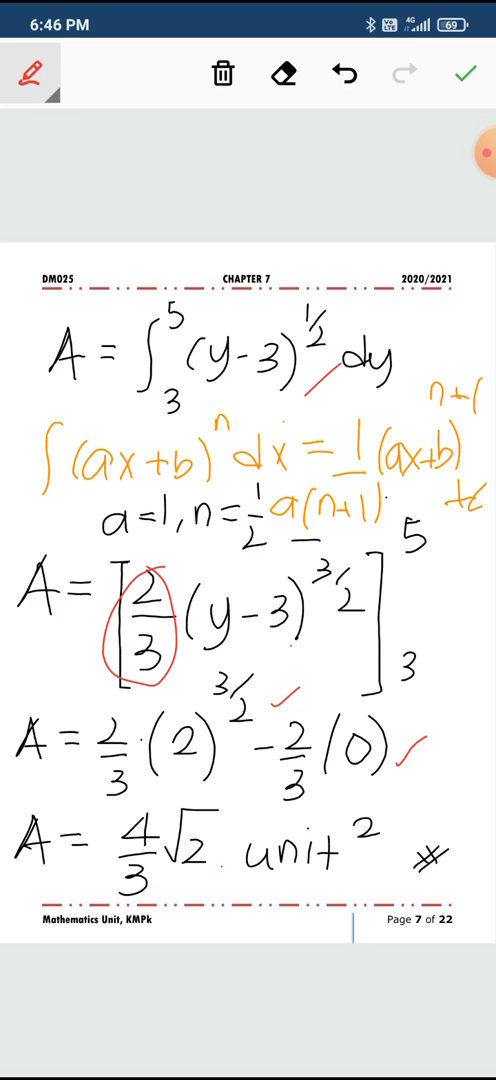 6:46 PM 4G 69
DM025 CHAPTER 7 2020/2021
A = ∫₃⁵ (y-3)^½ dy
∫ (ax+b)^n dx = 1/a(n+1) (ax+b)^n+1 +c
a=1, n=1/2
A = [2/3 (y-3)^3/2]₃⁵
A = 2/3 (2)^3/2 - 2/3 (0)
A = 4/3 √2 unit²
Mathematics Unit, KMPk Page 7 of 22